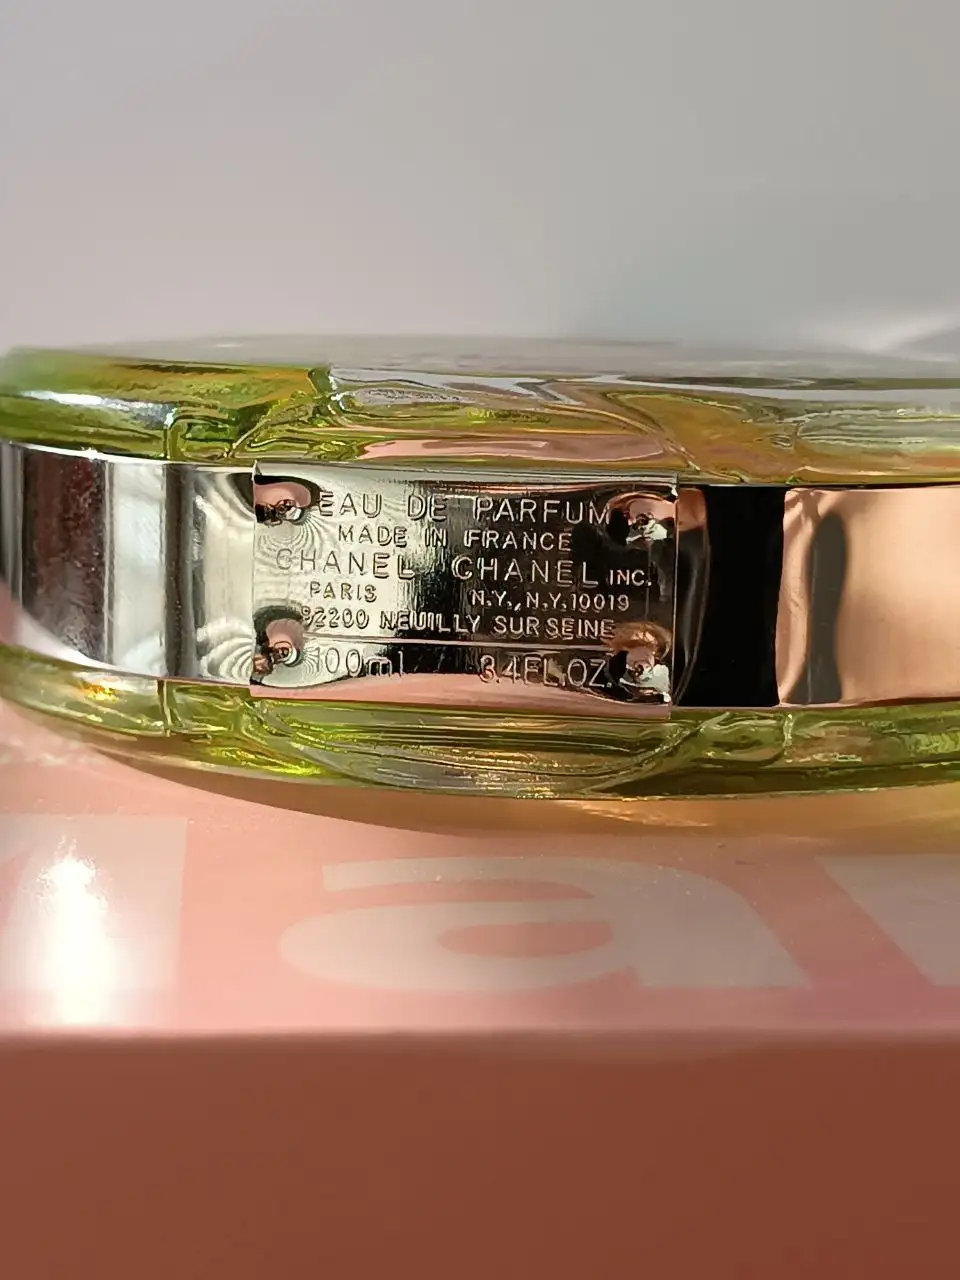 EAU DE PARFUM
MADE IN FRANCE
CHANEL CHANEL INC.
PARIS N.Y., N.Y. 10019
92200 NEUILLY SUR SEINE
100ml 3.4FL.OZ.